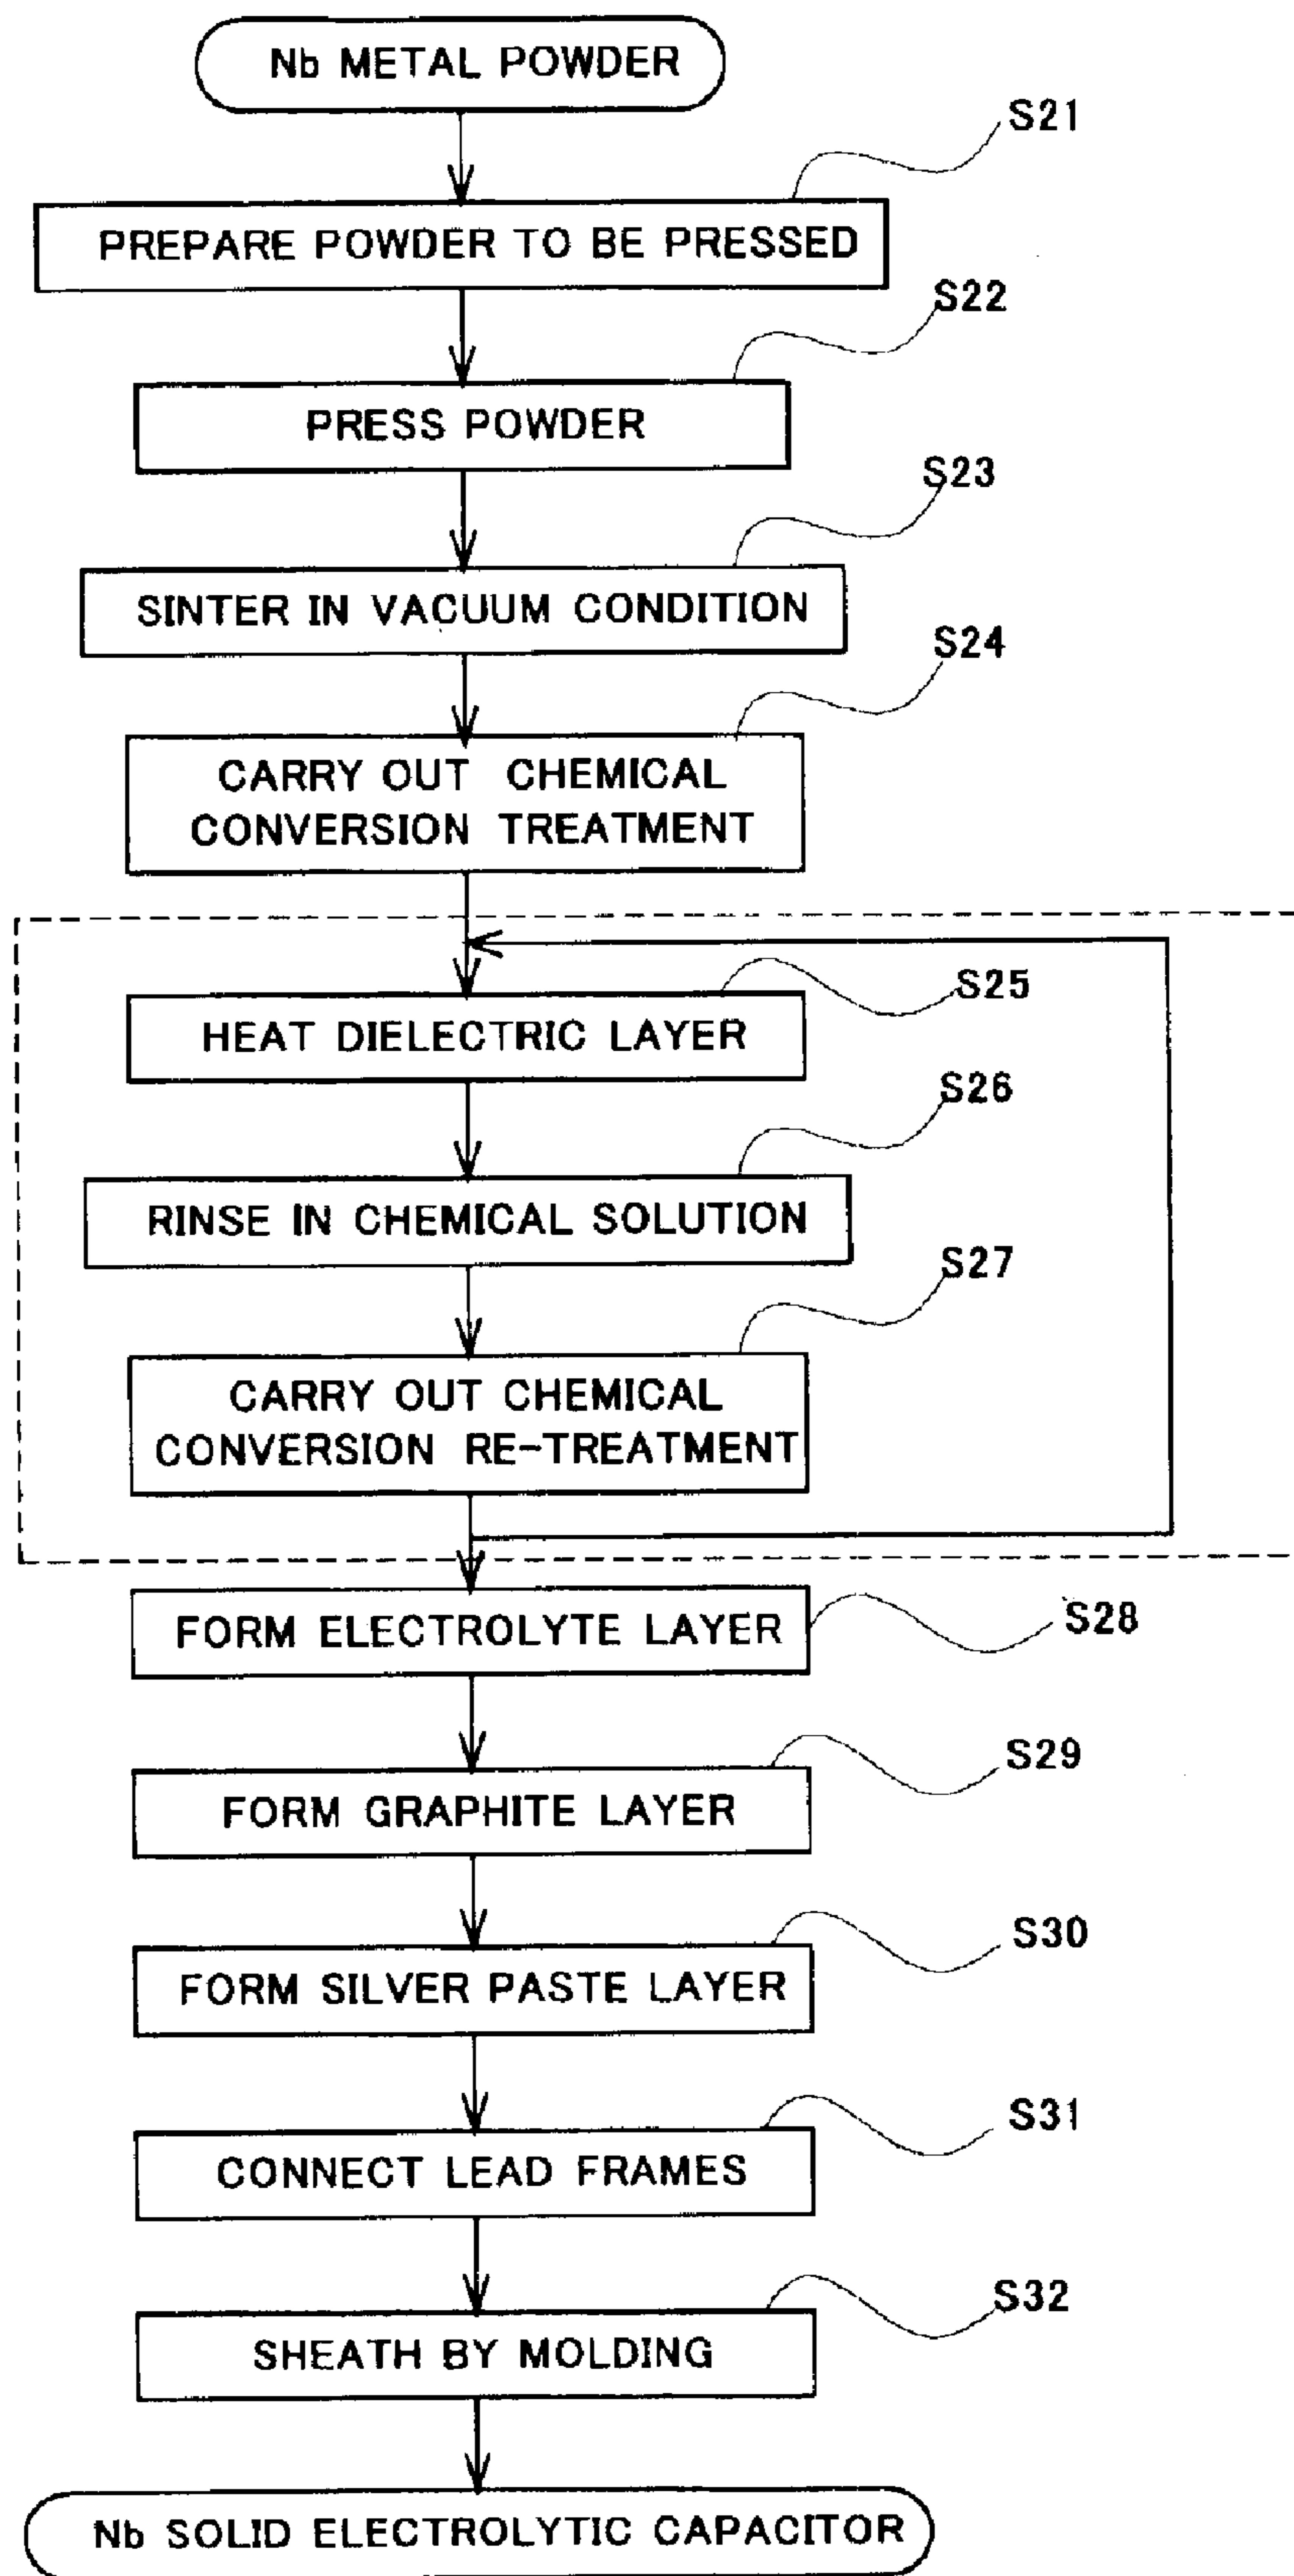 Nb METAL POWDER
S21
PREPARE POWDER TO BE PRESSED
S22
PRESS POWDER
S23
SINTER IN VACUUM CONDITION
S24
CARRY OUT CHEMICAL
CONVERSION TREATMENT
S25
HEAT DIELECTRIC LAYER
S26
RINSE IN CHEMICAL SOLUTION
S27
CARRY OUT CHEMICAL
CONVERSION RE-TREATMENT
S28
FORM ELECTROLYTE LAYER
S29
FORM GRAPHITE LAYER
S30
FORM SILVER PASTE LAYER
S31
CONNECT LEAD FRAMES
S32
SHEATH BY MOLDING
Nb SOLID ELECTROLYTIC CAPACITOR